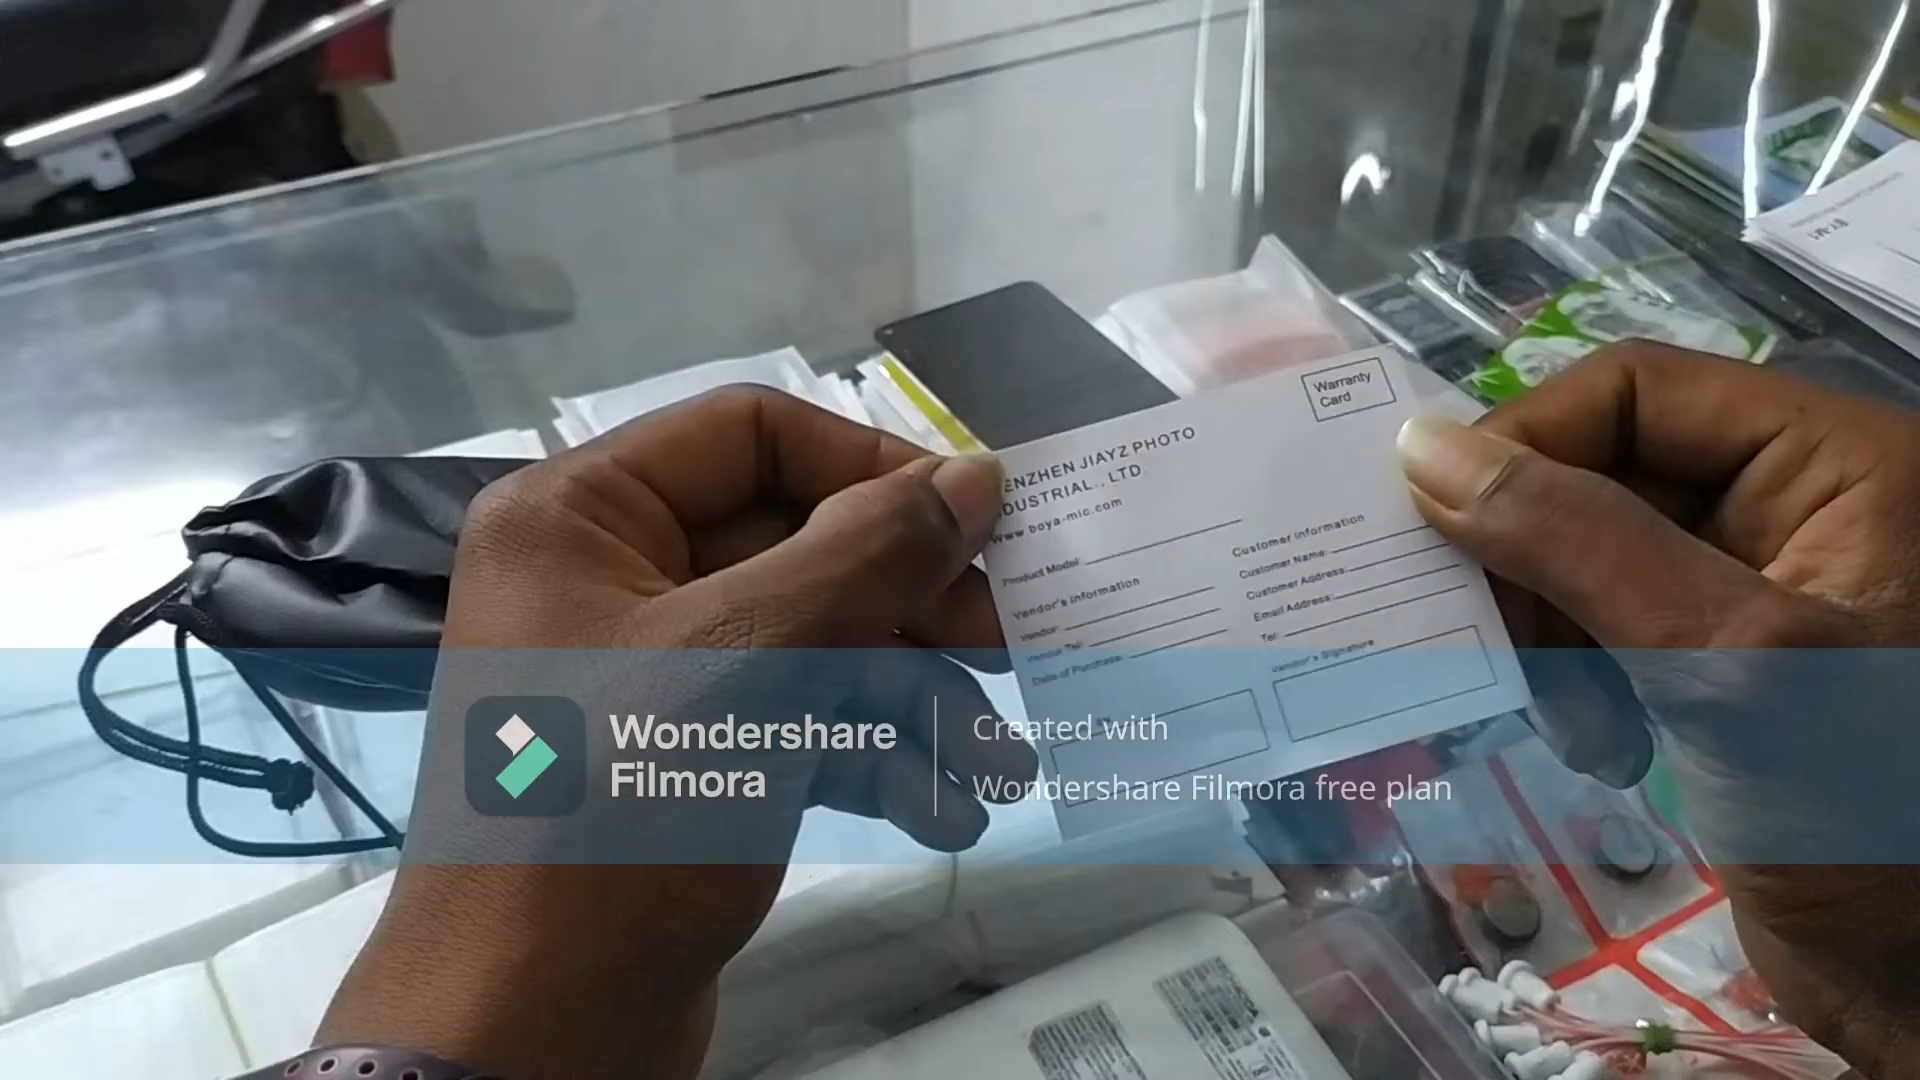 Warranty
Card
ENZHEN JIAYZ PHOTO
DUSTRIAL., LTD
www.boya-mic.com
Product Model:
Vendor's information
Vendor:
Vendor Tel:
Date of Purchase:
Customer information
Customer Name:
Customer Address:
Email Address:
Tel:
Vendor's Signature
BY-M1
Wondershare
Filmora
Created with
Wondershare Filmora free plan